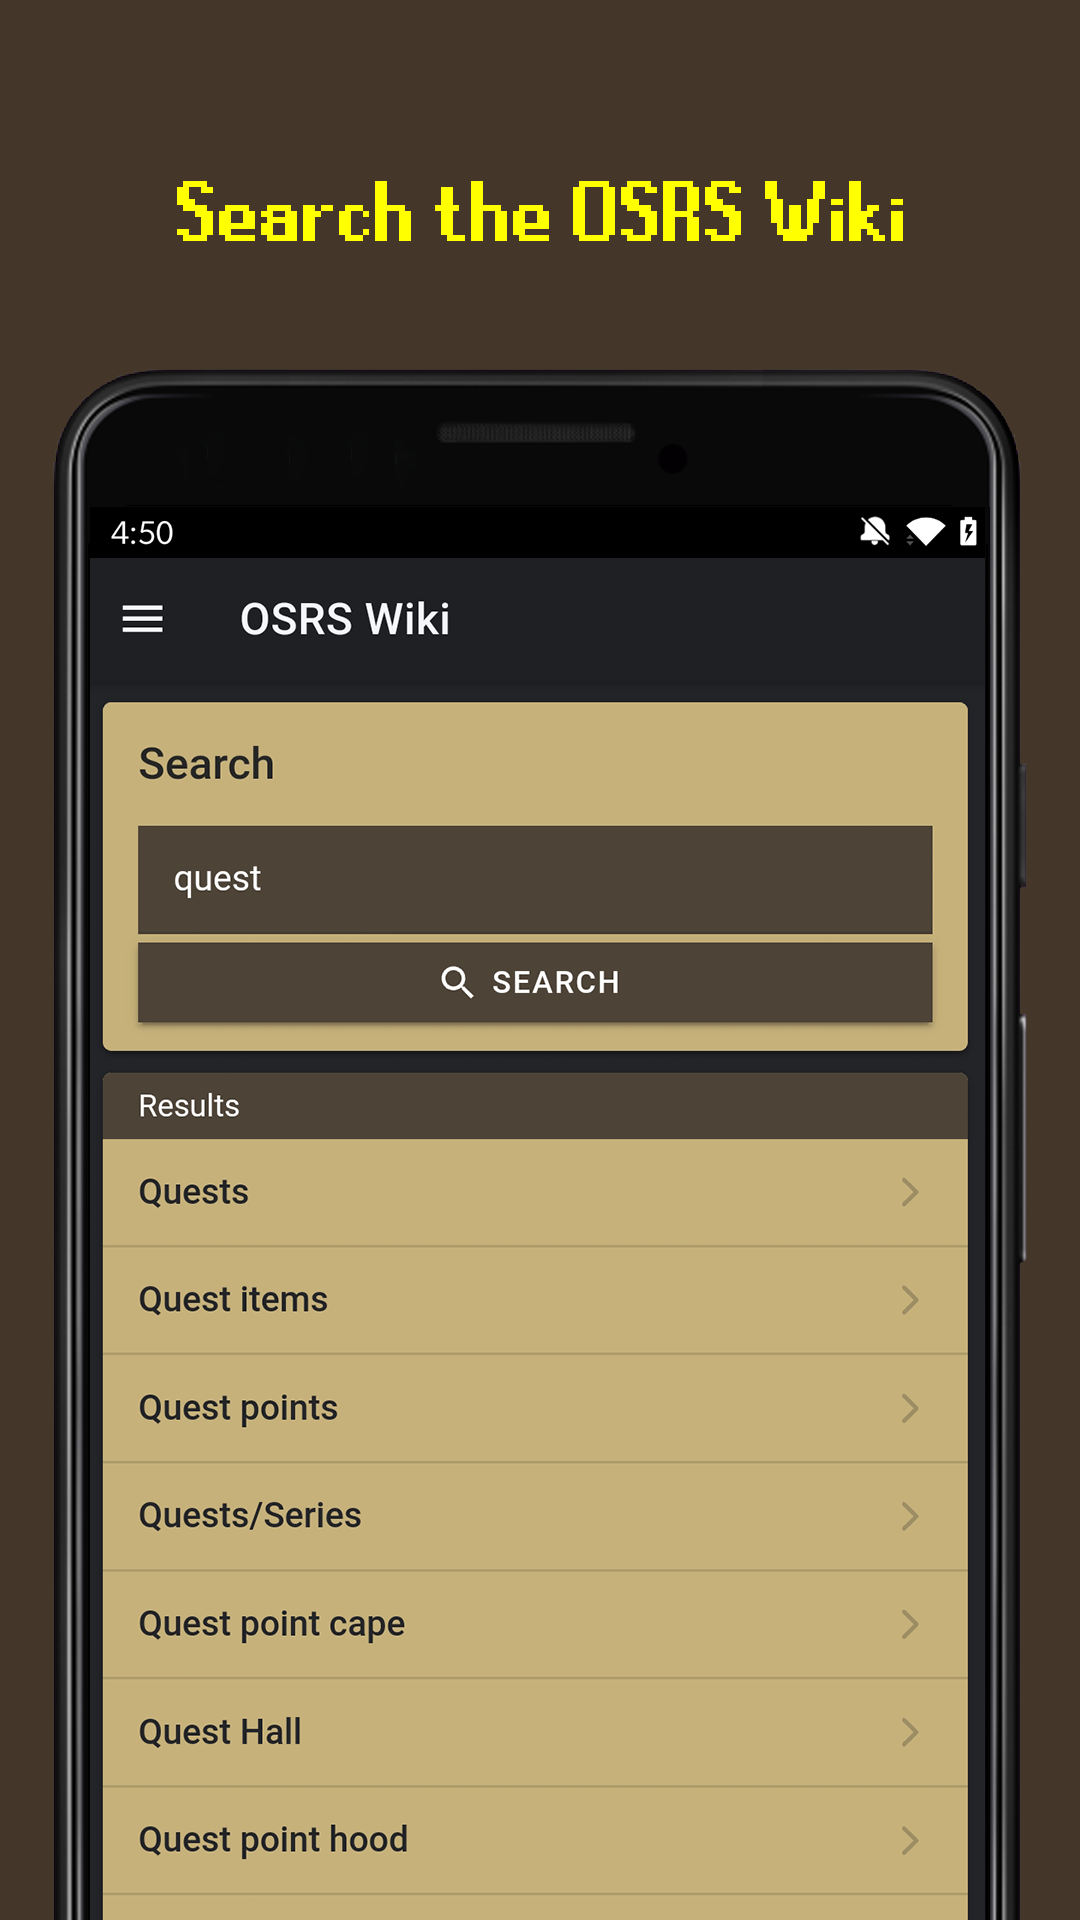 Search the OSRS Wiki
4:50
OSRS Wiki
Search
quest
SEARCH
Results
Quests
Quest items
Quest points
Quests/Series
Quest point cape
Quest Hall
Quest point hood